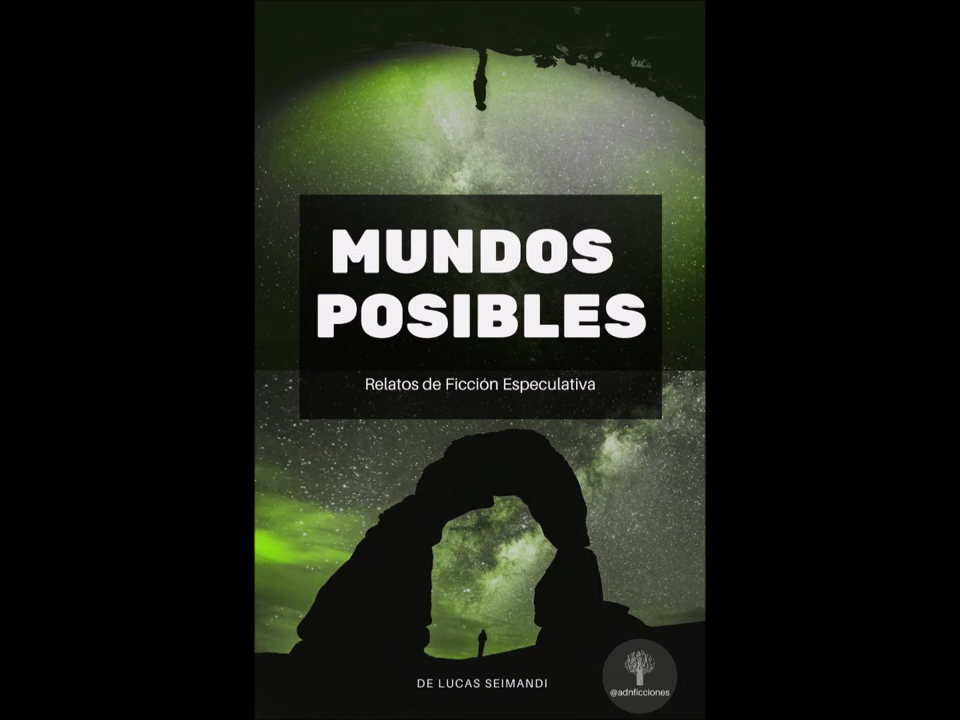 MUNDOS
POSIBLES
Relatos de Ficción Especulativa
DE LUCAS SEIMANDI
@adnficciones